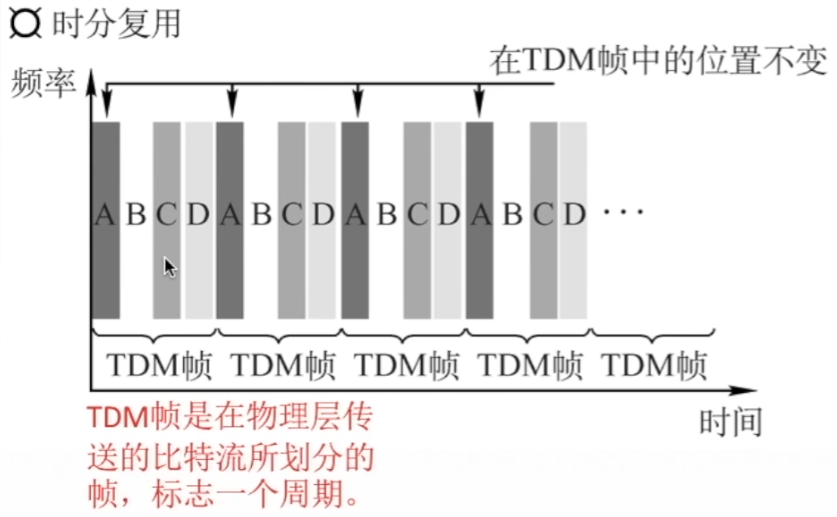 时分复用
在TDM帧中的位置不变
频率
A B C D A B C D A B C D A B C D ···
TDM帧 TDM帧 TDM帧 TDM帧 TDM帧
时间
TDM帧是在物理层传
送的比特流所划分的
帧，标志一个周期。